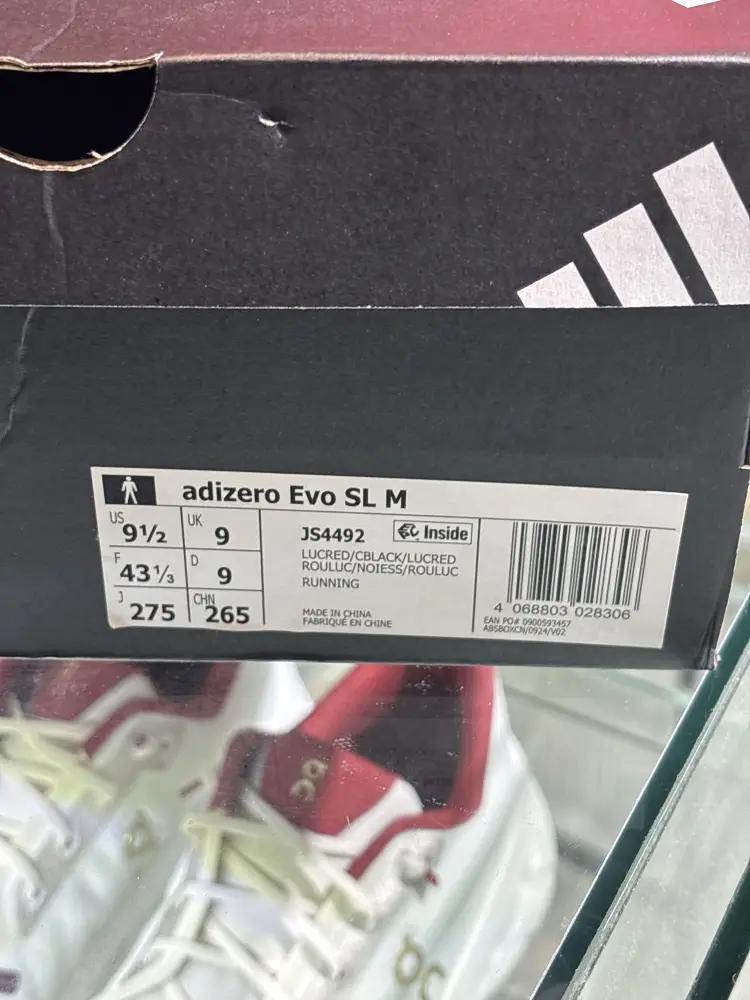 adizero Evo SL M
US
9½
UK
9
F
43⅓
D
9
J
275
CHN
265
JS4492
Inside
LUCRED/CBLACK/LUCRED
ROULUC/NOIESS/ROULUC
RUNNING
MADE IN CHINA
FABRIQUÉ EN CHINE
4 068803 028306
EAN PO# 0900593457
ABSBOXCN/0924/V02